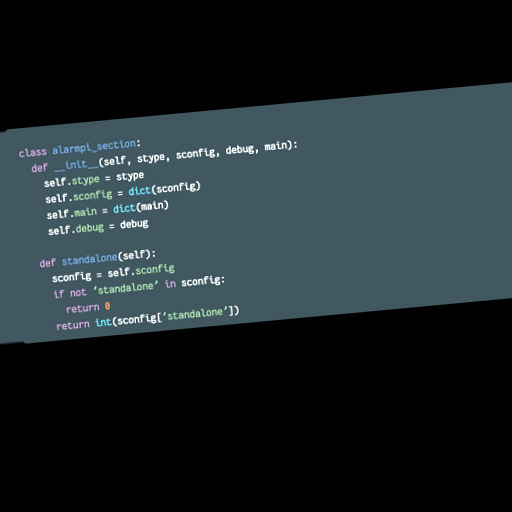 class alarmpi_section:
  def __init__(self, stype, sconfig, debug, main):
    self.stype = stype
    self.sconfig = dict(sconfig)
    self.main = dict(main)
    self.debug = debug

  def standalone(self):
    sconfig = self.sconfig
    if not 'standalone' in sconfig:
      return 0
    return int(sconfig['standalone'])